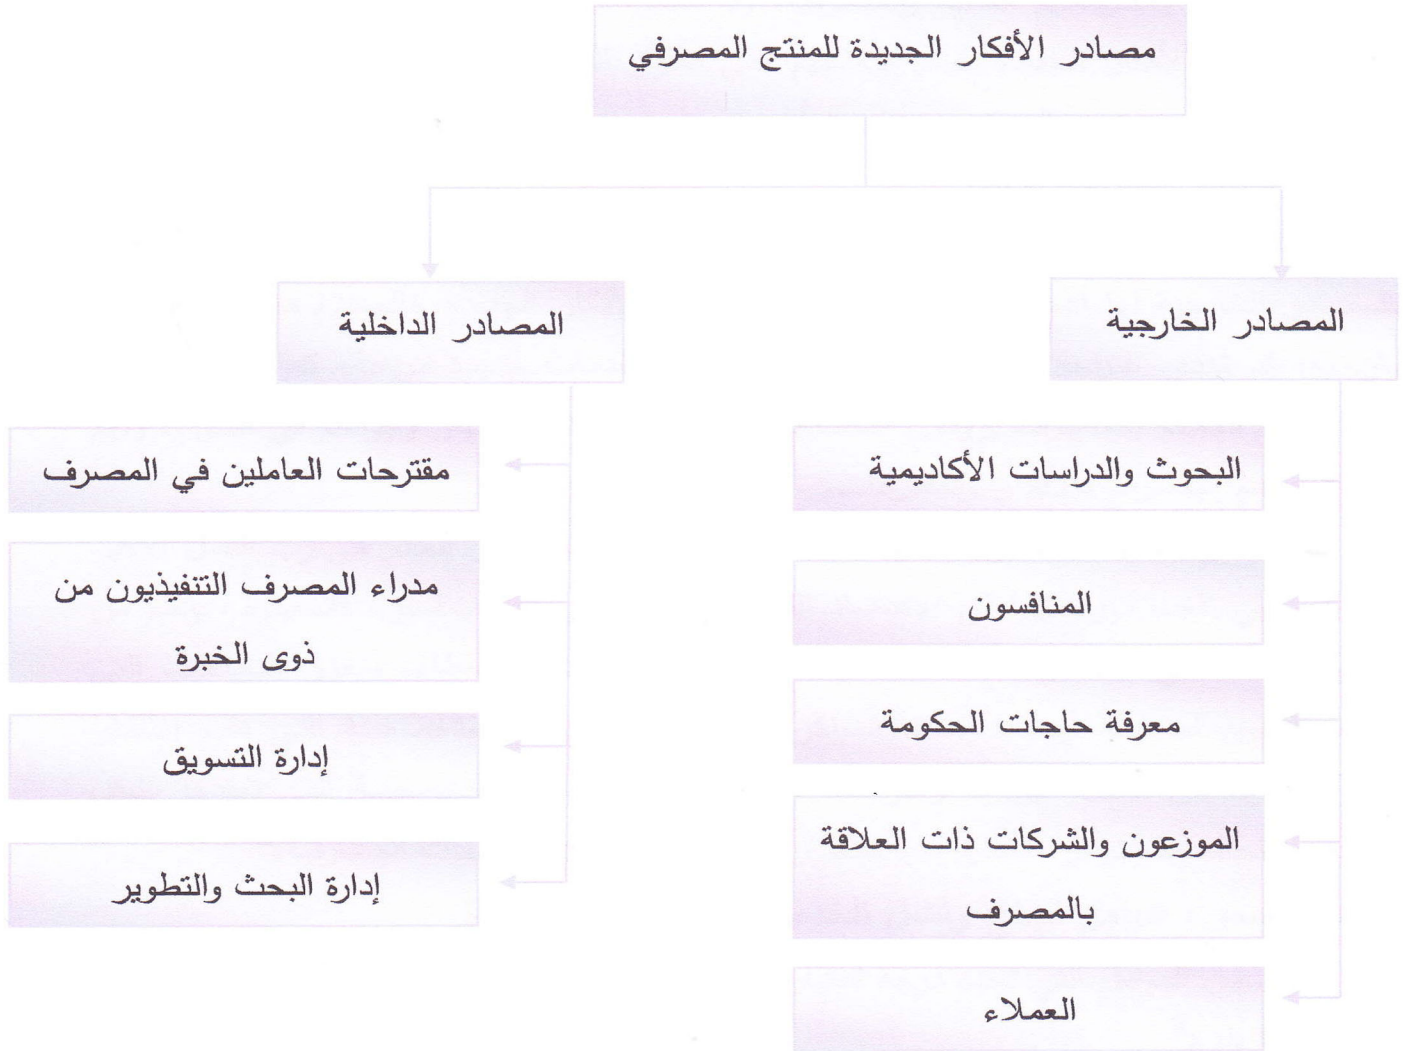 مصادر الأفكار الجديدة للمنتج المصرفي
المصادر الخارجية
البحوث والدراسات الأكاديمية
المنافسون
معرفة حاجات الحكومة
الموزعون والشركات ذات العلاقة
بالمصرف
العملاء
المصادر الداخلية
مقترحات العاملين في المصرف
مدراء المصرف التنفيذيون من
ذوى الخبرة
إدارة التسويق
إدارة البحث والتطوير